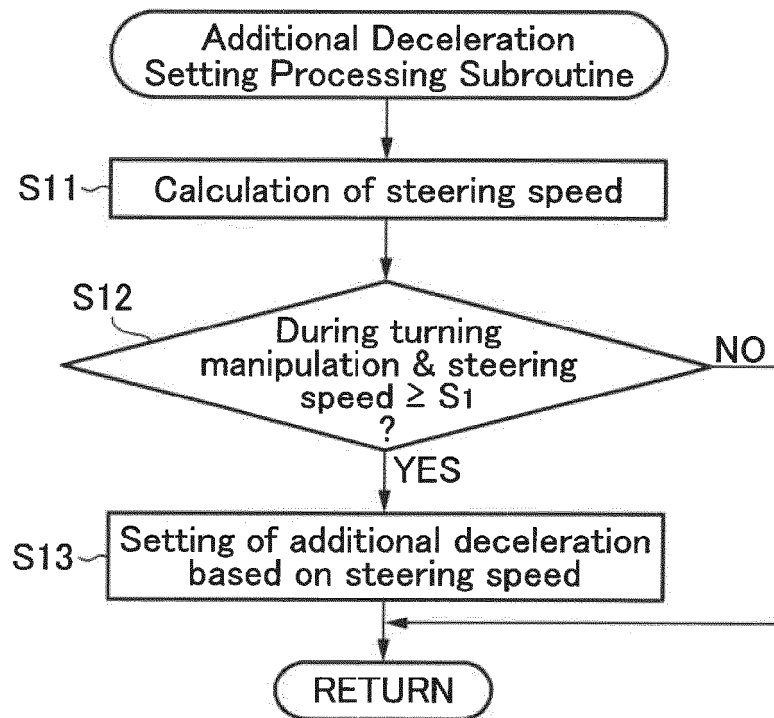 Additional Deceleration
Setting Processing Subroutine
S11
Calculation of steering speed
S12
During turning
manipulation & steering
speed ≥ S1
?
NO
YES
S13
Setting of additional deceleration
based on steering speed
RETURN